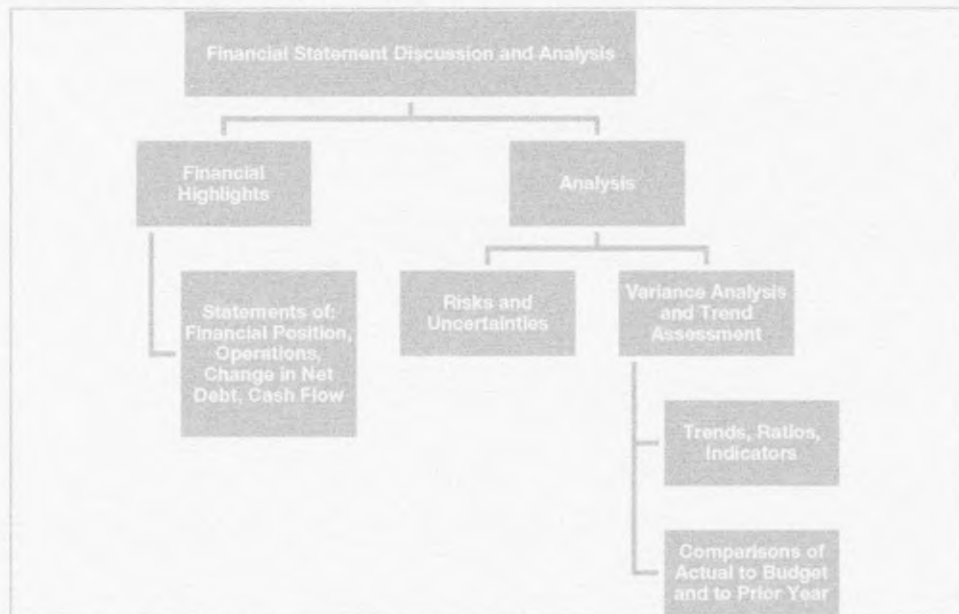 Financial Statement Discussion and Analysis
Financial
Highlights
Analysis
Statements of:
Financial Position,
Operations,
Change in Net
Debt, Cash Flow
Risks and
Uncertainties
Variance Analysis
and Trend
Assessment
Trends, Ratios,
Indicators
Comparisons of
Actual to Budget
and to Prior Year